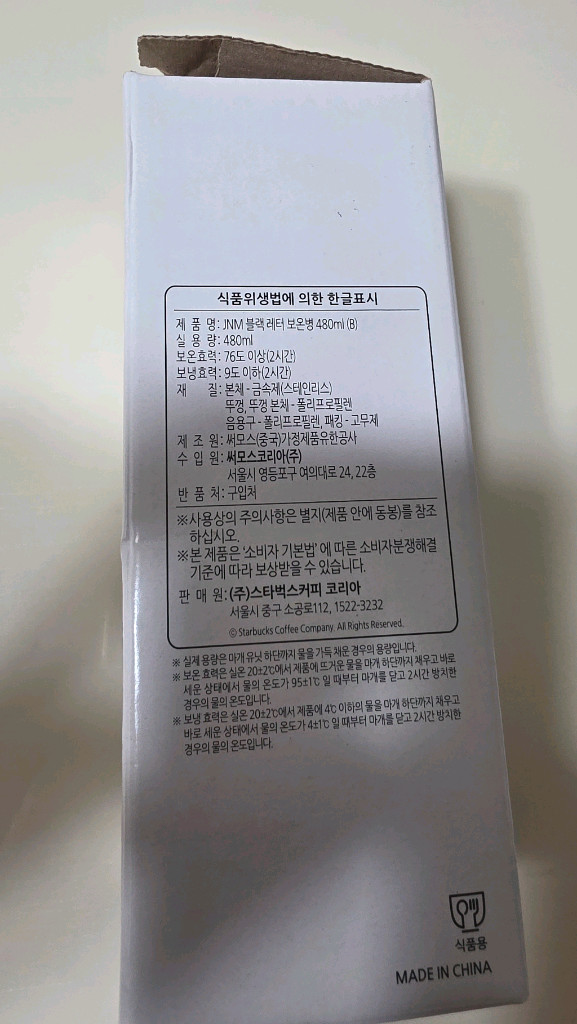 식품위생법에 의한 한글표시
제 품 명: JNM 블랙 레터 보온병 480ml (B)
실 용 량: 480ml
보온효력: 76도 이상(2시간)
보냉효력: 9도 이하(2시간)
재 질: 본체 - 금속제(스테인리스)
뚜껑, 뚜껑 본체 - 폴리프로필렌
음용구 - 폴리프로필렌, 패킹 - 고무제
제 조 원: 써모스(중국)가정제품유한공사
수 입 원: 써모스코리아(주)
서울시 영등포구 여의대로 24, 22층
반 품 처: 구입처
※사용상의 주의사항은 별지(제품 안에 동봉)를 참조
하십시오.
※본 제품은 '소비자 기본법' 에 따른 소비자분쟁해결
기준에 따라 보상받을 수 있습니다.
판 매 원: (주)스타벅스커피 코리아
서울시 중구 소공로112, 1522-3232
© Starbucks Coffee Company. All Rights Reserved.
※ 실제 용량은 마개 유닛 하단까지 물을 가득 채운 경우의 용량입니다.
※ 보온 효력은 실온 20±2℃에서 제품에 뜨거운 물을 마개 하단까지 채우고 바로
세운 상태에서 물의 온도가 95±1℃ 일 때부터 마개를 닫고 2시간 방치한
경우의 물의 온도입니다.
※ 보냉 효력은 실온 20±2℃에서 제품에 4℃ 이하의 물을 마개 하단까지 채우고
바로 세운 상태에서 물의 온도가 4±1℃ 일 때부터 마개를 닫고 2시간 방치한
경우의 물의 온도입니다.
식품용
MADE IN CHINA